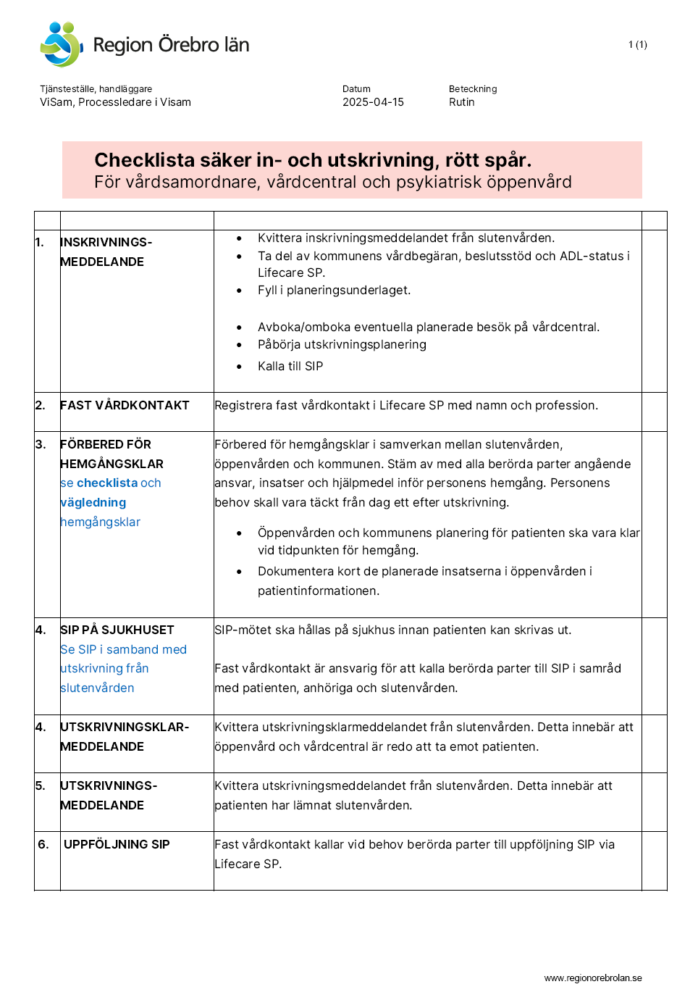 Region Örebro län
1 (1)
Tjänsteställe, handläggare
Datum
Beteckning
ViSam, Processledare i Visam
2025-04-15
Rutin
Checklista säker in- och utskrivning, rött spår.
För vårdsamordnare, vårdcentral och psykiatrisk öppenvård
1.
INSKRIVNINGS-
MEDDELANDE
• Kvittera inskrivningsmeddelandet från slutenvården.
• Ta del av kommunens vårdbegäran, beslutsstöd och ADL-status i
Lifecare SP.
• Fyll i planeringsunderlaget.
• Avboka/omboka eventuella planerade besök på vårdcentral.
• Påbörja utskrivningsplanering
• Kalla till SIP
2.
FAST VÅRDKONTAKT
Registrera fast vårdkontakt i Lifecare SP med namn och profession.
3.
FÖRBERED FÖR
HEMGÅNGSKLAR
se checklista och
vägledning
hemgångsklar
Förbered för hemgångsklar i samverkan mellan slutenvården,
öppenvården och kommunen. Stäm av med alla berörda parter angående
ansvar, insatser och hjälpmedel inför personens hemgång. Personens
behov skall vara täckt från dag ett efter utskrivning.
• Öppenvården och kommunens planering för patienten ska vara klar
vid tidpunkten för hemgång.
• Dokumentera kort de planerade insatserna i öppenvården i
patientinformationen.
4.
SIP PÅ SJUKHUSET
Se SIP i samband med
utskrivning från
slutenvården
SIP-mötet ska hållas på sjukhus innan patienten kan skrivas ut.
Fast vårdkontakt är ansvarig för att kalla berörda parter till SIP i samråd
med patienten, anhöriga och slutenvården.
4.
UTSKRIVNINGSKLAR-
MEDDELANDE
Kvittera utskrivningsklarmeddelandet från slutenvården. Detta innebär att
öppenvård och vårdcentral är redo att ta emot patienten.
5.
UTSKRIVNINGS-
MEDDELANDE
Kvittera utskrivningsmeddelandet från slutenvården. Detta innebär att
patienten har lämnat slutenvården.
6.
UPPFÖLJNING SIP
Fast vårdkontakt kallar vid behov berörda parter till uppföljning SIP via
Lifecare SP.
www.regionorebrolan.se